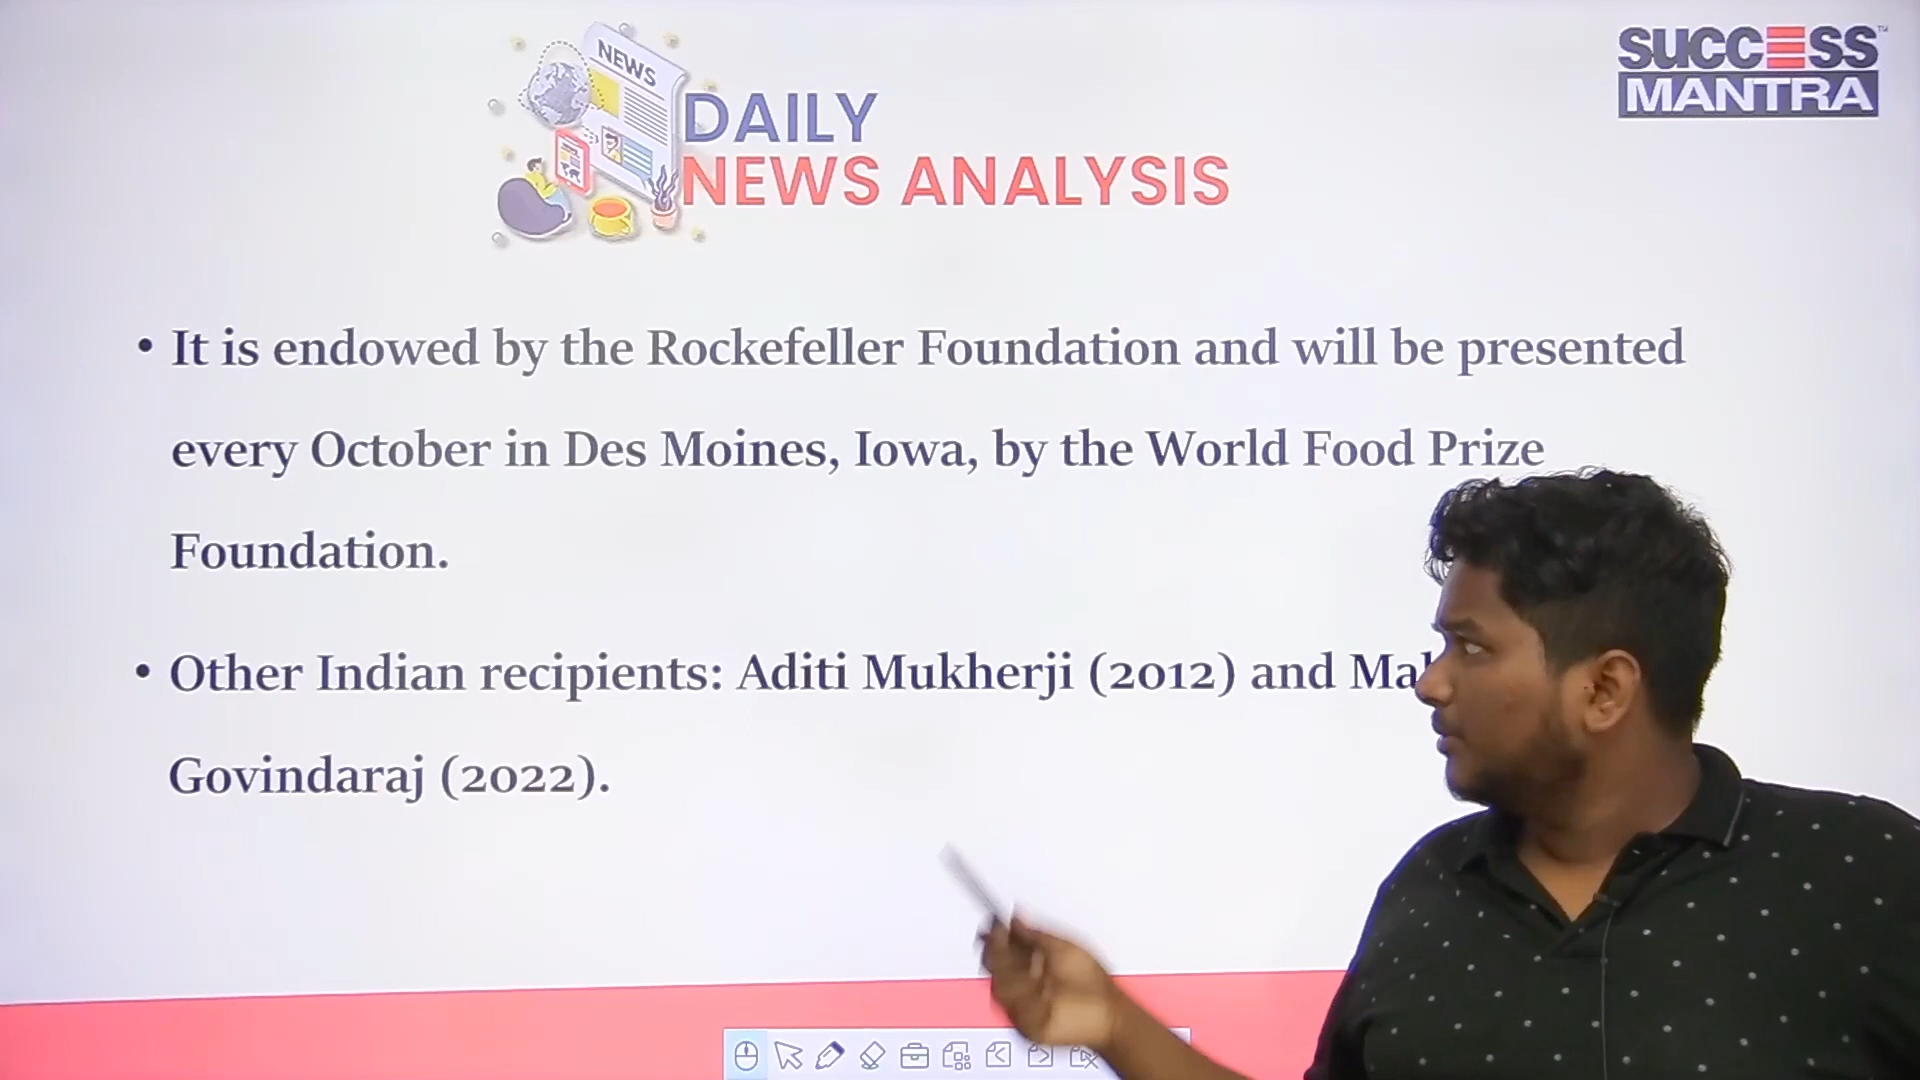 NEWS
DAILY
NEWS ANALYSIS
SUCCESS
MANTRA
TM
• It is endowed by the Rockefeller Foundation and will be presented
every October in Des Moines, Iowa, by the World Food Prize
Foundation.
• Other Indian recipients: Aditi Mukherji (2012) and
Govindaraj (2022).